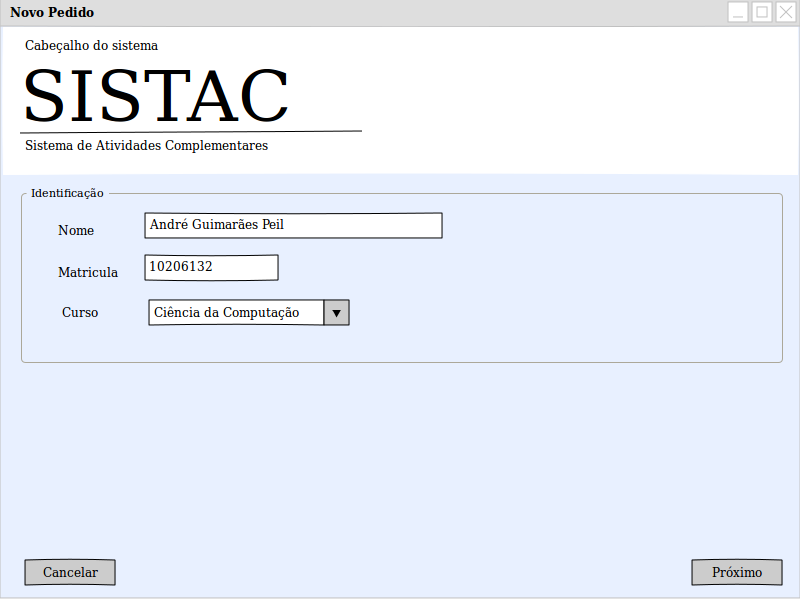 Novo Pedido
Cabeçalho do sistema
SISTAC
Sistema de Atividades Complementares
Identificação
Nome André Guimarães Peil
Matricula 10206132
Curso Ciência da Computação
Cancelar Próximo